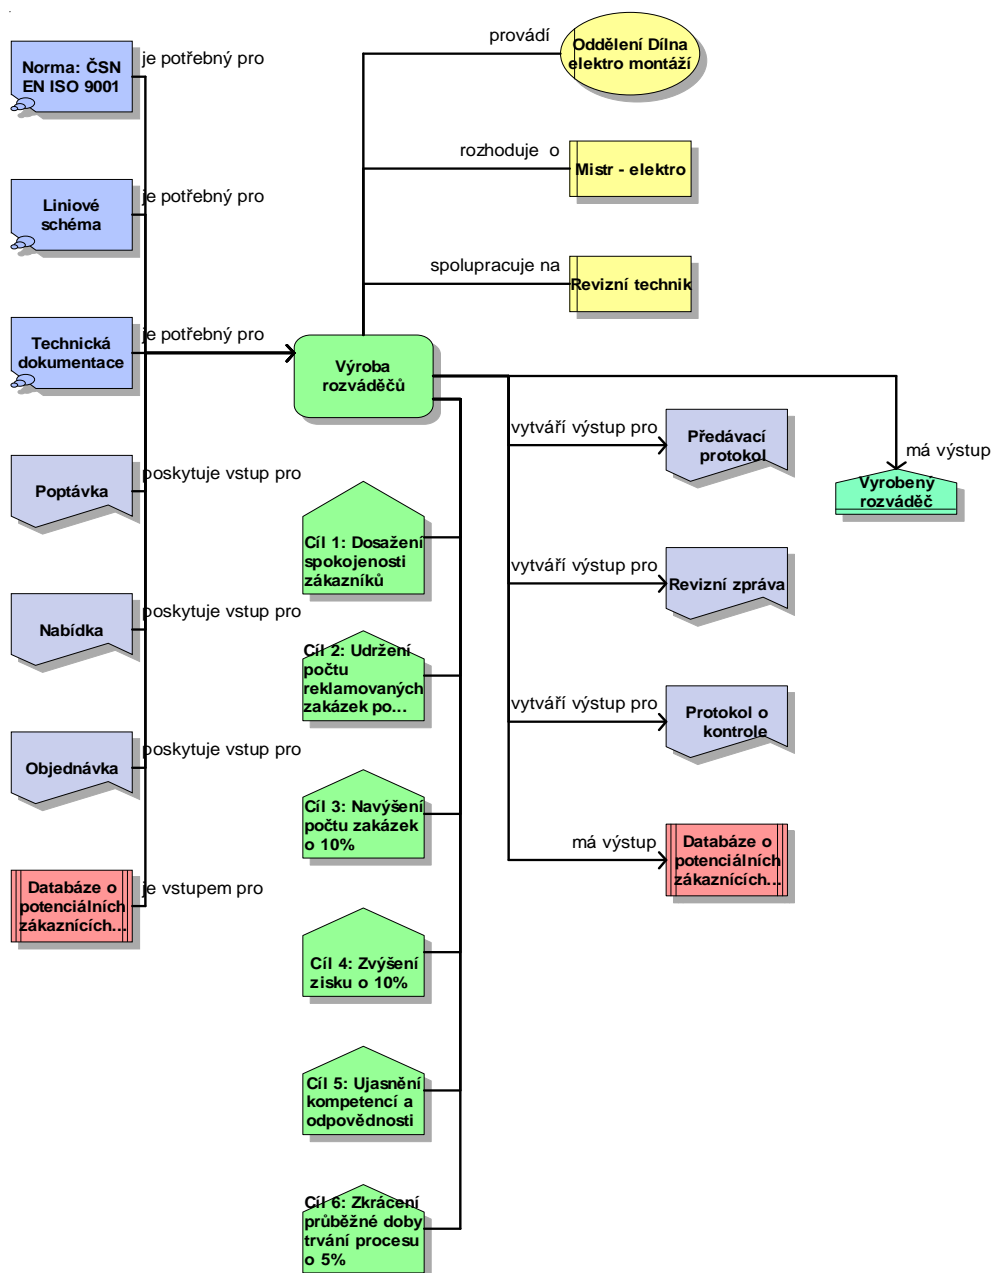 Norma: ČSN
EN ISO 9001
je potřebný pro
Liniové
schéma
je potřebný pro
Technická
dokumentace
je potřebný pro
Poptávka
poskytuje vstup pro
Nabídka
poskytuje vstup pro
Objednávka
poskytuje vstup pro
Databáze o
potenciálních
zákaznících...
je vstupem pro
provádí
Oddělení Dílna
elektro montáží
rozhoduje o
Mistr - elektro
spolupracuje na
Revizní technik
Výroba
rozváděčů
Cíl 1: Dosažení
spokojenosti
zákazníků
Cíl 2: Udržení
počtu
reklamovaných
zakázek po...
Cíl 3: Navýšení
počtu zakázek
o 10%
Cíl 4: Zvýšení
zisku o 10%
Cíl 5: Ujasnění
kompetencí a
odpovědnosti
Cíl 6: Zkrácení
průběžné doby
trvání procesu
o 5%
vytváří výstup pro
Předávací
protokol
vytváří výstup pro
Revizní zpráva
vytváří výstup pro
Protokol o
kontrole
má výstup
Databáze o
potenciálních
zákaznících...
má výstup
Vyrobený
rozváděč